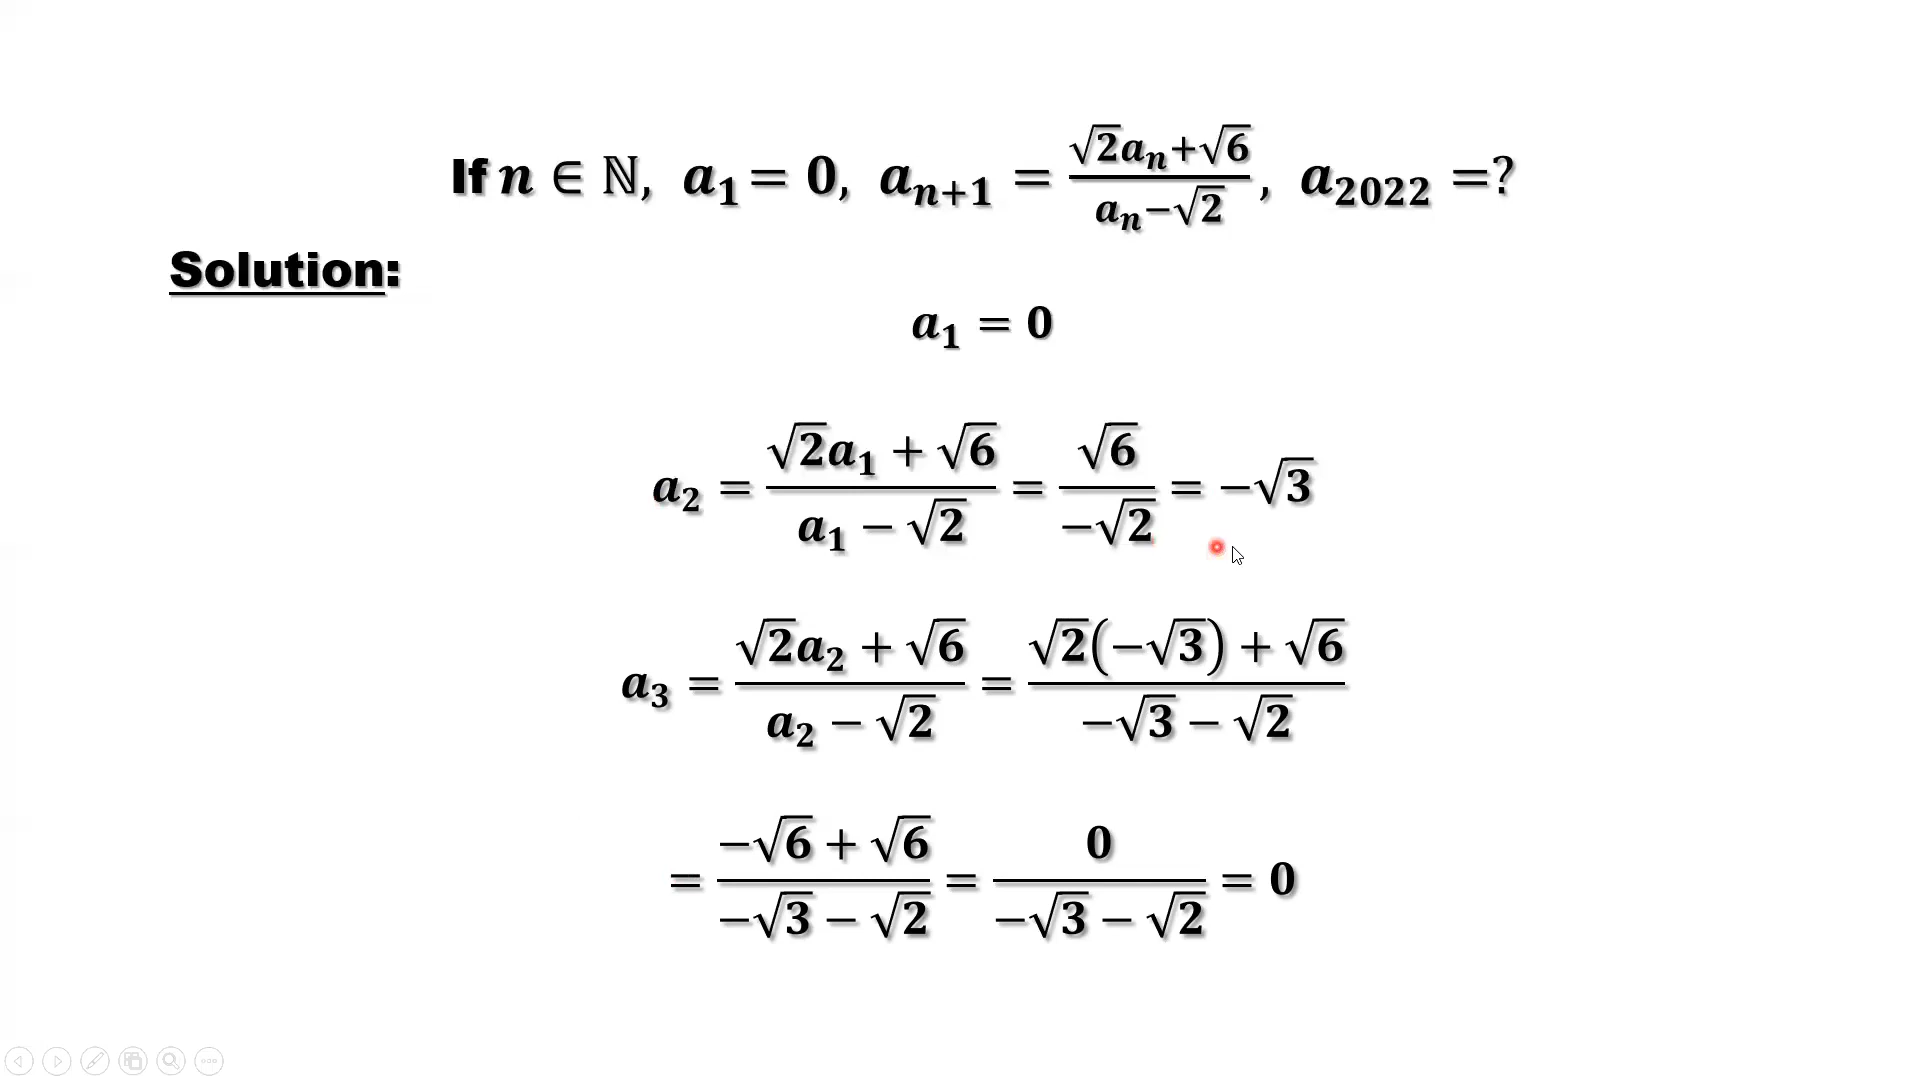 If n ∈ ℕ, a₁ = 0, aₙ₊₁ = (√2aₙ+√6)/(aₙ−√2), a₂₀₂₂ =?
Solution:
a₁ = 0
a₂ = (√2a₁ + √6)/(a₁ − √2) = √6/(−√2) = −√3
a₃ = (√2a₂ + √6)/(a₂ − √2) = (√2(−√3) + √6)/(−√3 − √2)
= (−√6 + √6)/(−√3 − √2) = 0/(−√3 − √2) = 0